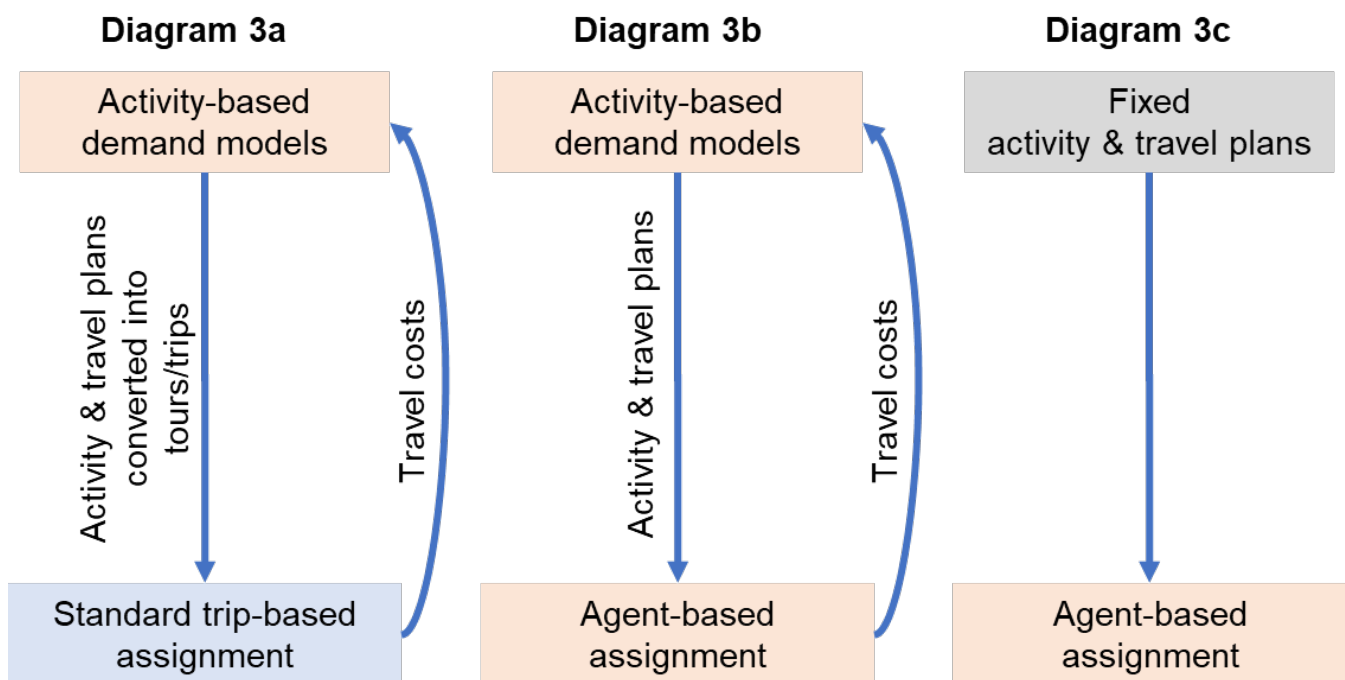 Diagram 3a
Activity-based
demand models
Activity & travel plans
converted into
tours/trips
Travel costs
Standard trip-based
assignment
Diagram 3b
Activity-based
demand models
Activity & travel plans
Travel costs
Agent-based
assignment
Diagram 3c
Fixed
activity & travel plans
Agent-based
assignment